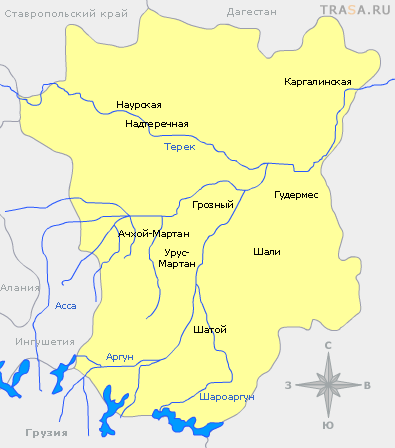 Ставропольский край
Дагестан
TRASA.RU
Каргалинская
Наурская
Надтеречная
Терек
Гудермес
Грозный
Ачхой-Мартан
Урус-
Мартан
Шали
Алания
Асса
Шатой
Ингушетия
Аргун
Шароаргун
Грузия
С
З
В
Ю